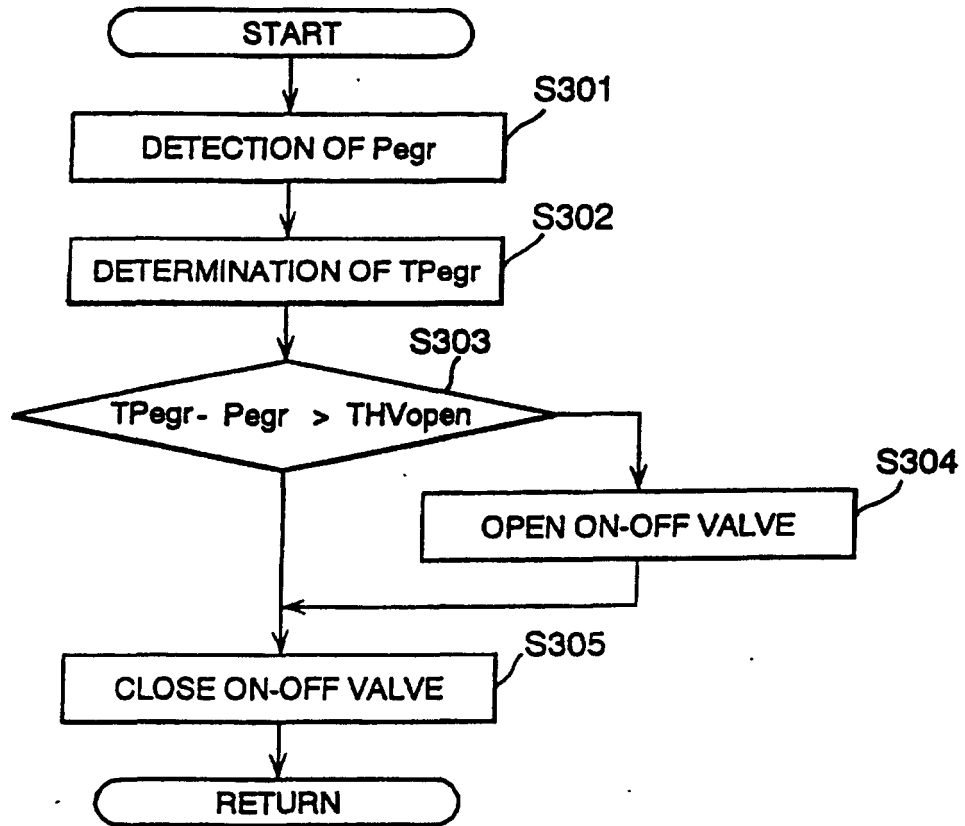 START
S301
DETECTION OF Pegr
S302
DETERMINATION OF TPegr
S303
TPegr - Pegr > THVopen
S304
OPEN ON-OFF VALVE
S305
CLOSE ON-OFF VALVE
RETURN